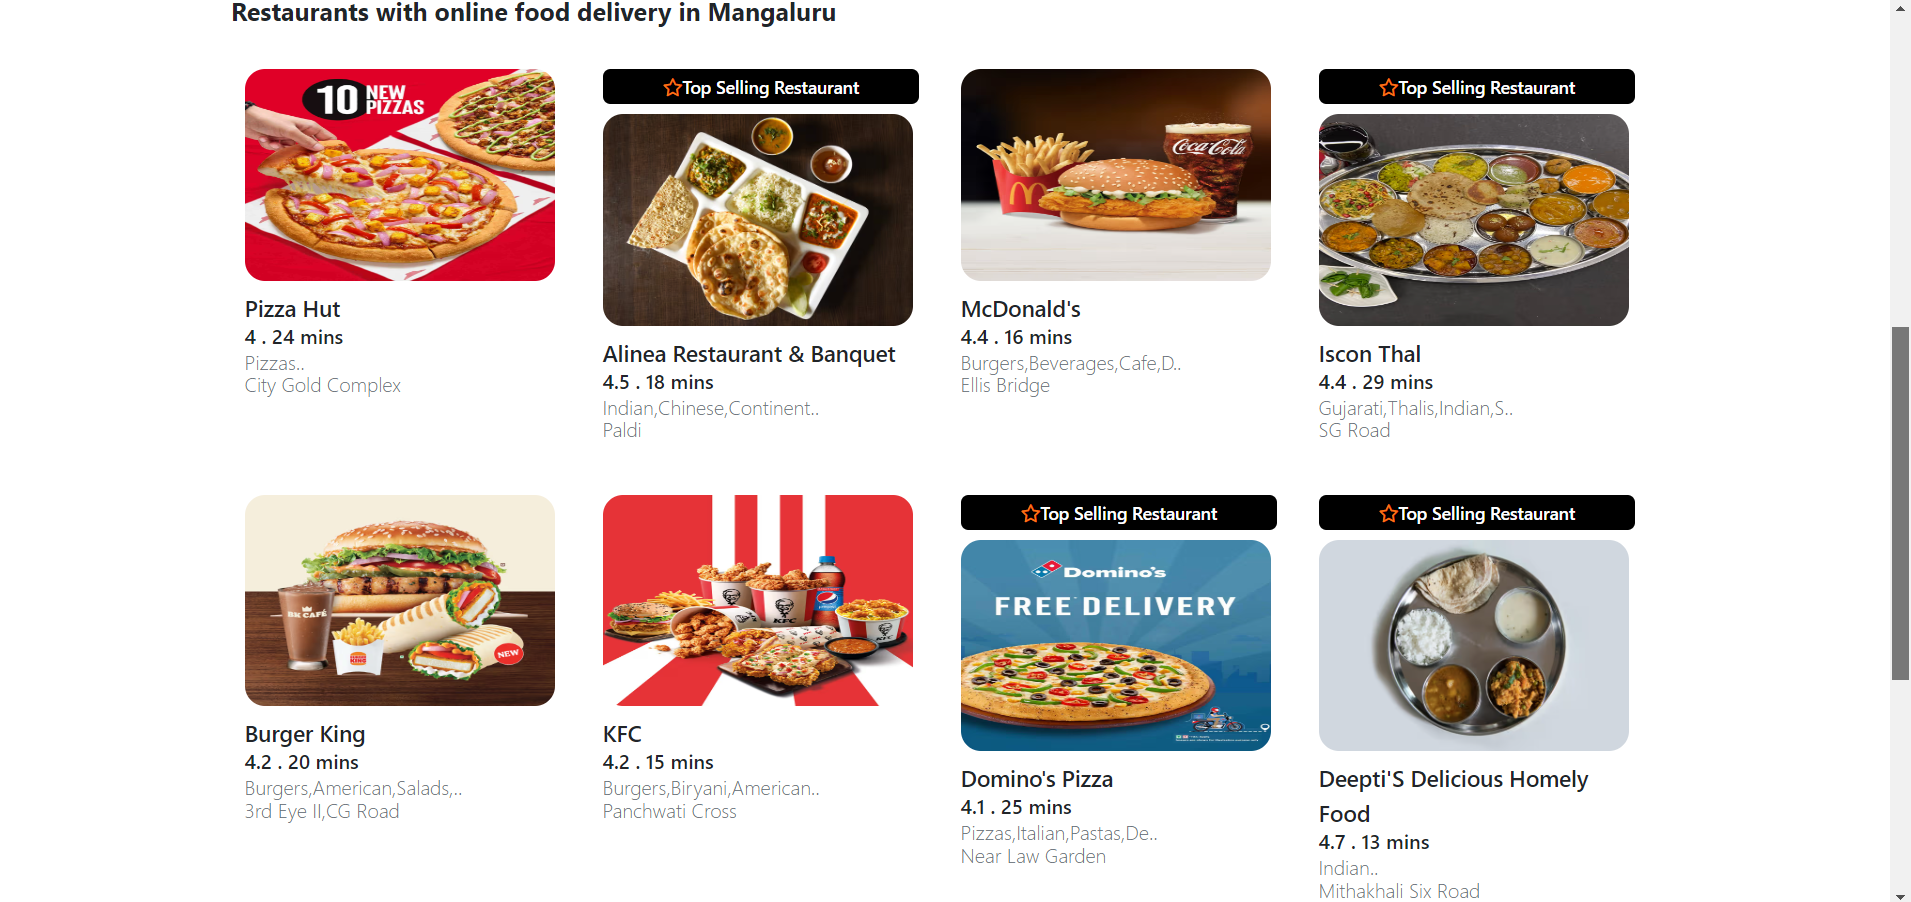 Restaurants with online food delivery in Mangaluru
10 NEW PIZZAS
Pizza Hut
4 . 24 mins
Pizzas..
City Gold Complex
Top Selling Restaurant
Alinea Restaurant & Banquet
4.5 . 18 mins
Indian,Chinese,Continent..
Paldi
Coca-Cola
McDonald's
4.4 . 16 mins
Burgers,Beverages,Cafe,D..
Ellis Bridge
Top Selling Restaurant
Iscon Thal
4.4 . 29 mins
Gujarati,Thalis,Indian,S..
SG Road
BK CAFÉ
BURGER KING
NEW
Burger King
4.2 . 20 mins
Burgers,American,Salads,..
3rd Eye II,CG Road
pepsi
KFC
KFC
KFC
4.2 . 15 mins
Burgers,Biryani,American..
Panchwati Cross
Top Selling Restaurant
Domino's
FREE DELIVERY
Domino's Pizza
4.1 . 25 mins
Pizzas,Italian,Pastas,De..
Near Law Garden
Top Selling Restaurant
Deepti'S Delicious Homely
Food
4.7 . 13 mins
Indian..
Mithakhali Six Road